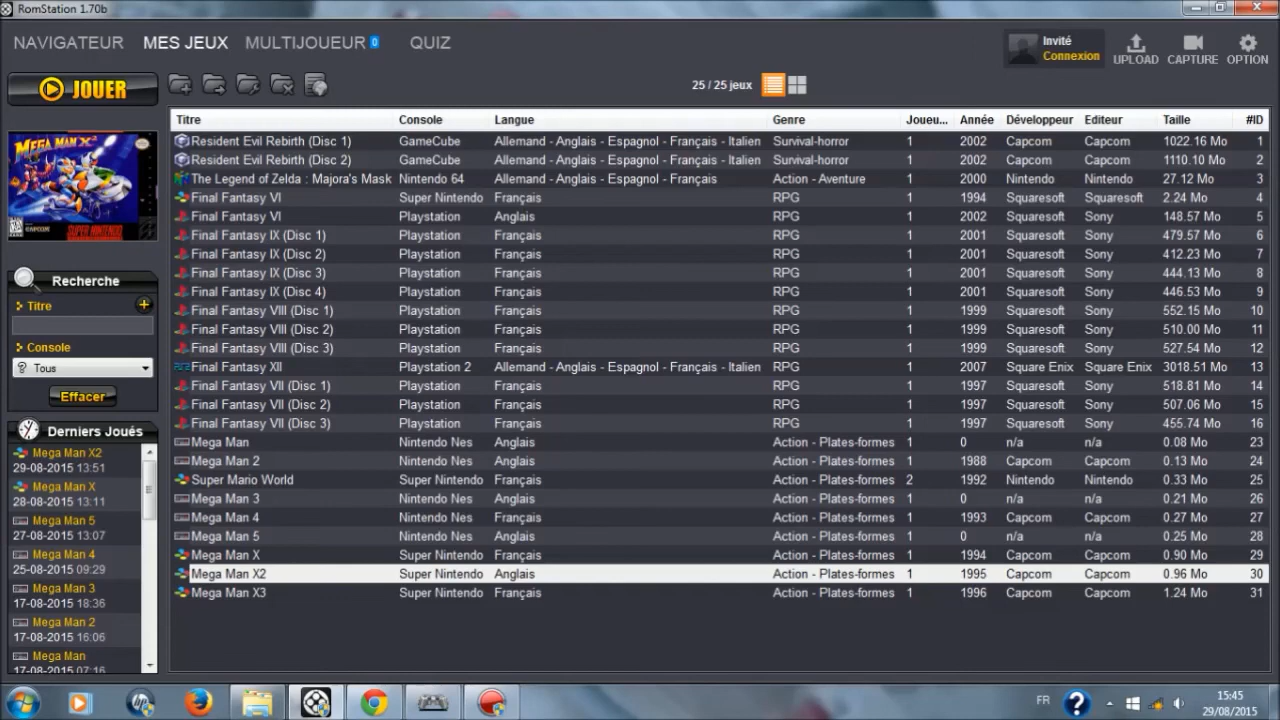 RomStation 1.70b
NAVIGATEUR MES JEUX MULTIJOUEUR 0 QUIZ
Invité
Connexion
UPLOAD CAPTURE OPTION
JOUER
25 / 25 jeux
MEGA MAN X2
CAPCOM
SUPER NINTENDO
Recherche
Titre
Console
? Tous
Effacer
Derniers Joués
Mega Man X2
29-08-2015 13:51
Mega Man X
28-08-2015 13:11
Mega Man 5
27-08-2015 13:07
Mega Man 4
25-08-2015 09:29
Mega Man 3
17-08-2015 18:36
Mega Man 2
17-08-2015 16:06
Mega Man
17-08-2015 07:16
Titre Console Langue Genre Joueu... Année Développeur Editeur Taille #ID
Resident Evil Rebirth (Disc 1) GameCube Allemand - Anglais - Espagnol - Français - Italien Survival-horror 1 2002 Capcom Capcom 1022.16 Mo 1
Resident Evil Rebirth (Disc 2) GameCube Allemand - Anglais - Espagnol - Français - Italien Survival-horror 1 2002 Capcom Capcom 1110.10 Mo 2
The Legend of Zelda : Majora's Mask Nintendo 64 Allemand - Anglais - Espagnol - Français Action - Aventure 1 2000 Nintendo Nintendo 27.12 Mo 3
Final Fantasy VI Super Nintendo Français RPG 1 1994 Squaresoft Squaresoft 2.24 Mo 4
Final Fantasy VI Playstation Anglais RPG 1 2002 Squaresoft Sony 148.57 Mo 5
Final Fantasy IX (Disc 1) Playstation Français RPG 1 2001 Squaresoft Sony 479.57 Mo 6
Final Fantasy IX (Disc 2) Playstation Français RPG 1 2001 Squaresoft Sony 412.23 Mo 7
Final Fantasy IX (Disc 3) Playstation Français RPG 1 2001 Squaresoft Sony 444.13 Mo 8
Final Fantasy IX (Disc 4) Playstation Français RPG 1 2001 Squaresoft Sony 446.53 Mo 9
Final Fantasy VIII (Disc 1) Playstation Français RPG 1 1999 Squaresoft Sony 552.15 Mo 10
Final Fantasy VIII (Disc 2) Playstation Français RPG 1 1999 Squaresoft Sony 510.00 Mo 11
Final Fantasy VIII (Disc 3) Playstation Français RPG 1 1999 Squaresoft Sony 527.54 Mo 12
Final Fantasy XII Playstation 2 Allemand - Anglais - Espagnol - Français - Italien RPG 1 2007 Square Enix Square Enix 3018.51 Mo 13
Final Fantasy VII (Disc 1) Playstation Français RPG 1 1997 Squaresoft Sony 518.81 Mo 14
Final Fantasy VII (Disc 2) Playstation Français RPG 1 1997 Squaresoft Sony 507.06 Mo 15
Final Fantasy VII (Disc 3) Playstation Français RPG 1 1997 Squaresoft Sony 455.74 Mo 16
Mega Man Nintendo Nes Anglais Action - Plates-formes 1 0 n/a n/a 0.08 Mo 23
Mega Man 2 Nintendo Nes Anglais Action - Plates-formes 1 1988 Capcom Capcom 0.13 Mo 24
Super Mario World Super Nintendo Français Action - Plates-formes 2 1992 Nintendo Nintendo 0.33 Mo 25
Mega Man 3 Nintendo Nes Anglais Action - Plates-formes 1 0 n/a n/a 0.21 Mo 26
Mega Man 4 Nintendo Nes Français Action - Plates-formes 1 1993 Capcom Capcom 0.27 Mo 27
Mega Man 5 Nintendo Nes Anglais Action - Plates-formes 1 0 n/a n/a 0.25 Mo 28
Mega Man X Super Nintendo Français Action - Plates-formes 1 1994 Capcom Capcom 0.90 Mo 29
Mega Man X2 Super Nintendo Anglais Action - Plates-formes 1 1995 Capcom Capcom 0.96 Mo 30
Mega Man X3 Super Nintendo Français Action - Plates-formes 1 1996 Capcom Capcom 1.24 Mo 31
FR
15:45
29/08/2015